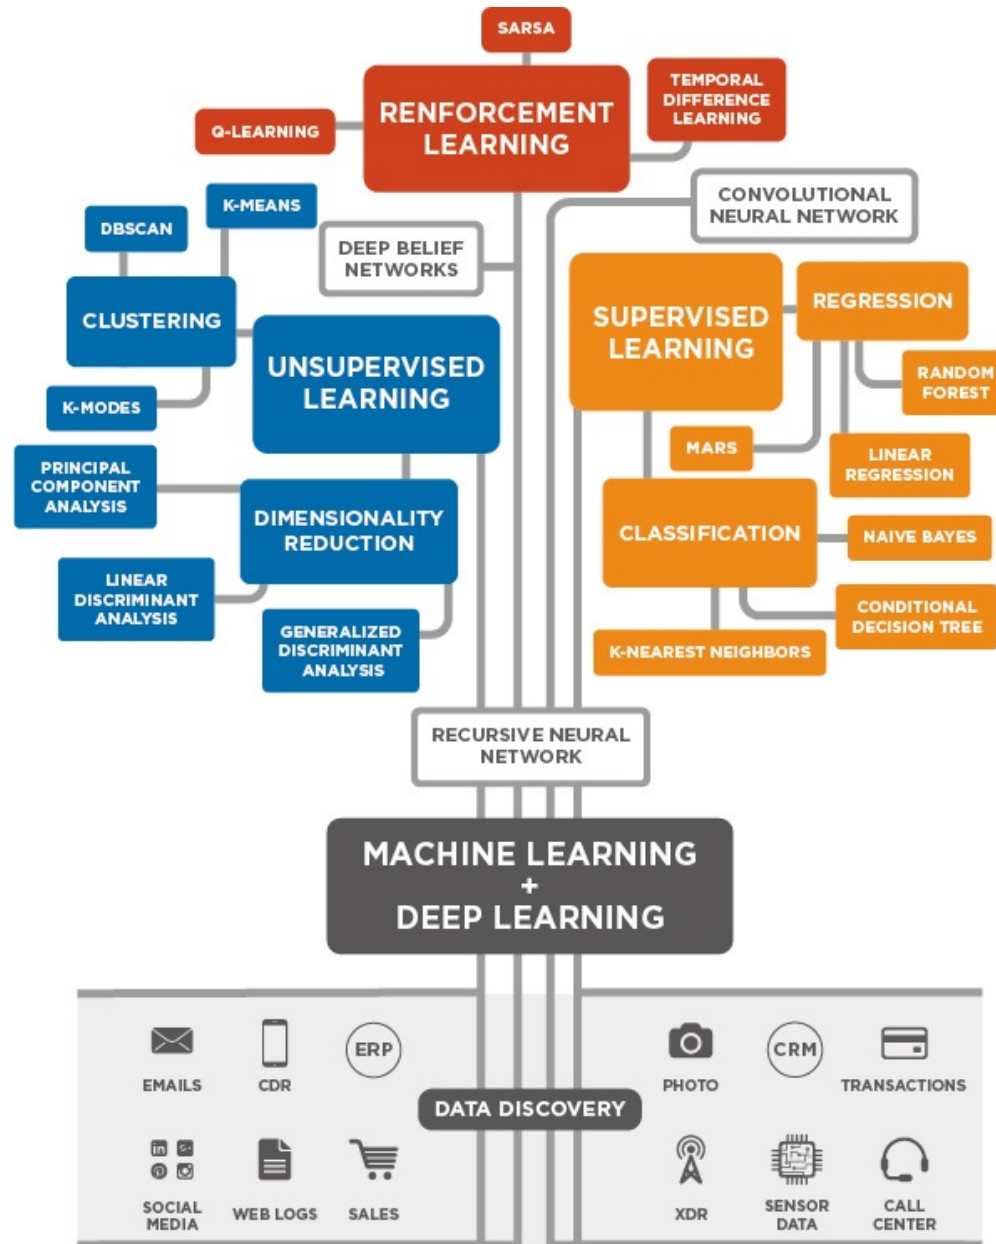 SARSA
RENFORCEMENT
LEARNING
TEMPORAL
DIFFERENCE
LEARNING
Q-LEARNING
CONVOLUTIONAL
NEURAL NETWORK
K-MEANS
DBSCAN
DEEP BELIEF
NETWORKS
CLUSTERING
UNSUPERVISED
LEARNING
K-MODES
PRINCIPAL
COMPONENT
ANALYSIS
DIMENSIONALITY
REDUCTION
LINEAR
DISCRIMINANT
ANALYSIS
GENERALIZED
DISCRIMINANT
ANALYSIS
SUPERVISED
LEARNING
REGRESSION
RANDOM
FOREST
MARS
LINEAR
REGRESSION
CLASSIFICATION
NAIVE BAYES
CONDITIONAL
DECISION TREE
K-NEAREST NEIGHBORS
RECURSIVE NEURAL
NETWORK
MACHINE LEARNING
+
DEEP LEARNING
ERP
CRM
EMAILS
CDR
PHOTO
TRANSACTIONS
DATA DISCOVERY
in
G+
SOCIAL
MEDIA
WEB LOGS
SALES
XDR
SENSOR
DATA
CALL
CENTER